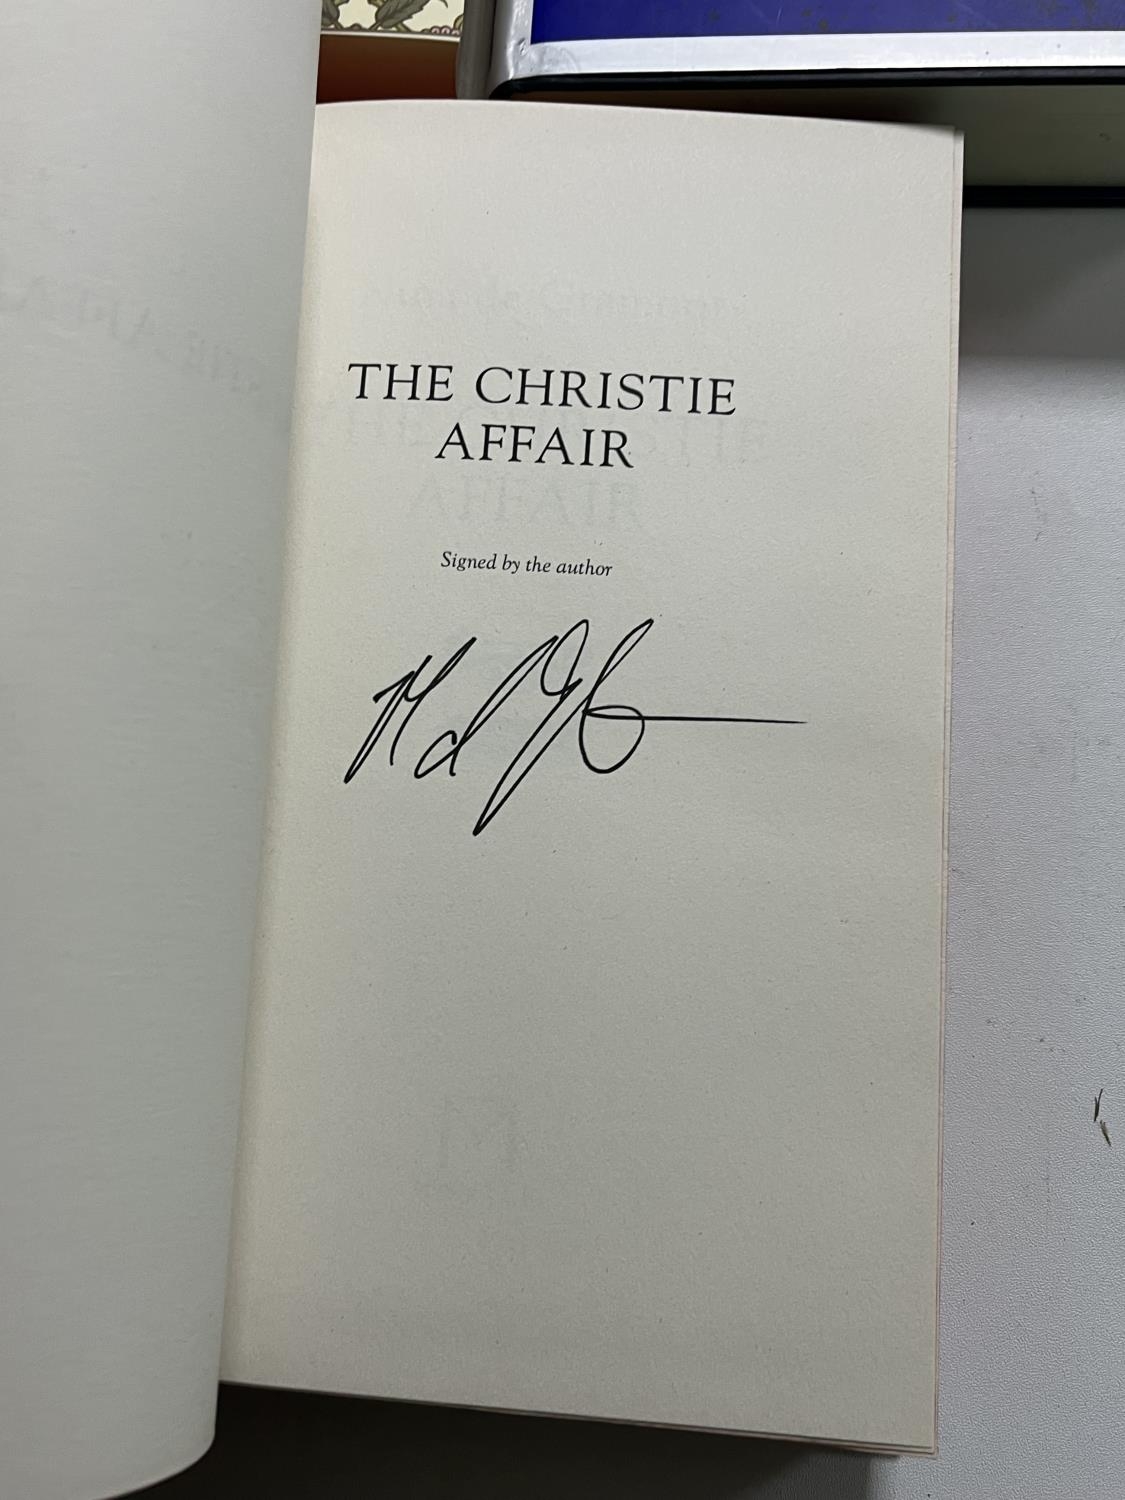 THE CHRISTIE
AFFAIR
Signed by the author